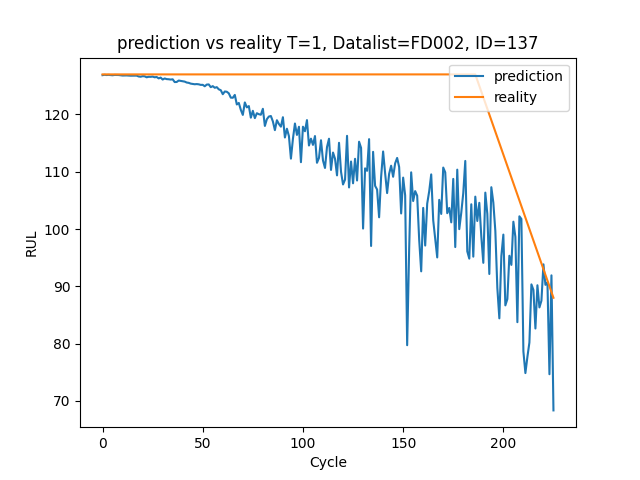 prediction vs reality T=1, Datalist=FD002, ID=137
prediction
reality
RUL
120
110
100
90
80
70
0
50
100
150
200
Cycle